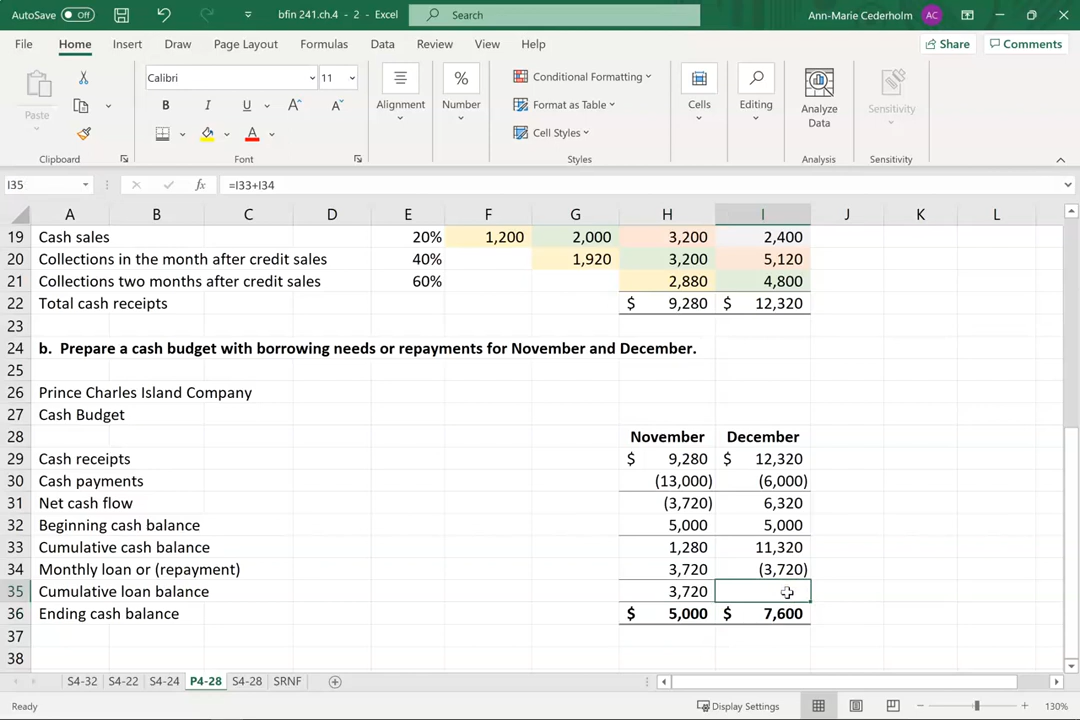 AutoSave Off bfin 241.ch.4 - 2 - Excel Search Ann-Marie Cederholm AC
File Home Insert Draw Page Layout Formulas Data Review View Help Share Comments
Paste
Clipboard
Calibri 11
B I U A A
A
Font
Alignment
%
Number
Conditional Formatting
Format as Table
Cell Styles
Styles
Cells
Editing
Analyze
Data
Analysis
Sensitivity
Sensitivity
I35 fx =I33+I34
A B C D E F G H I J K L
19 Cash sales 20% 1,200 2,000 3,200 2,400
20 Collections in the month after credit sales 40% 1,920 3,200 5,120
21 Collections two months after credit sales 60% 2,880 4,800
22 Total cash receipts $ 9,280 $ 12,320
23
24 b. Prepare a cash budget with borrowing needs or repayments for November and December.
25
26 Prince Charles Island Company
27 Cash Budget
28 November December
29 Cash receipts $ 9,280 $ 12,320
30 Cash payments (13,000) (6,000)
31 Net cash flow (3,720) 6,320
32 Beginning cash balance 5,000 5,000
33 Cumulative cash balance 1,280 11,320
34 Monthly loan or (repayment) 3,720 (3,720)
35 Cumulative loan balance 3,720
36 Ending cash balance $ 5,000 $ 7,600
37
38
S4-32 S4-22 S4-24 P4-28 S4-28 SRNF
Ready Display Settings 130%